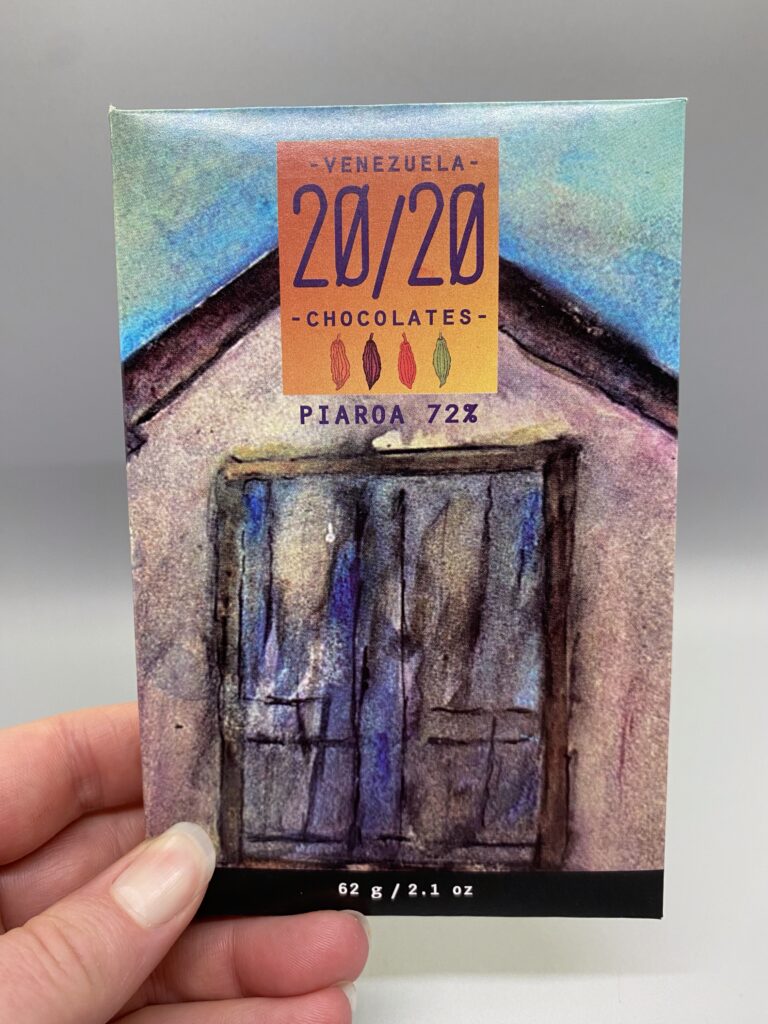 -VENEZUELA-
20/20
-CHOCOLATES-
PIAROA 72%
62 g / 2.1 oz